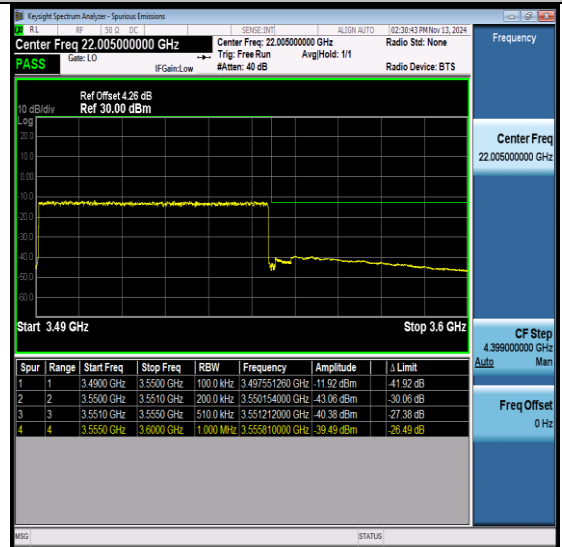 Keysight Spectrum Analyzer - Spurious Emissions
RL RF 50 Ω DC SENSE:INT ALIGN AUTO 02:30:43 PM Nov 13, 2024
Center Freq 22.005000000 GHz Center Freq: 22.005000000 GHz Radio Std: None Frequency
Gate: LO Trig: Free Run Avg|Hold: 1/1
PASS IFGain:Low #Atten: 40 dB Radio Device: BTS
Ref Offset 4.26 dB
10 dB/div Ref 30.00 dBm
Log
20.0
10.0
0.00
-10.0
-20.0
-30.0
-40.0
-50.0
-60.0
Center Freq
22.005000000 GHz
Start 3.49 GHz Stop 3.6 GHz
CF Step
4.399000000 GHz
Auto Man
Spur Range Start Freq Stop Freq RBW Frequency Amplitude Δ Limit
1 1 3.4900 GHz 3.5500 GHz 100.0 kHz 3.497551260 GHz -11.92 dBm -41.92 dB
2 2 3.5500 GHz 3.5510 GHz 200.0 kHz 3.550154000 GHz -43.06 dBm -30.06 dB
3 3 3.5510 GHz 3.5550 GHz 510.0 kHz 3.551212000 GHz -40.38 dBm -27.38 dB
4 4 3.5550 GHz 3.6000 GHz 1.000 MHz 3.555810000 GHz -39.49 dBm -26.49 dB
Freq Offset
0 Hz
MSG STATUS